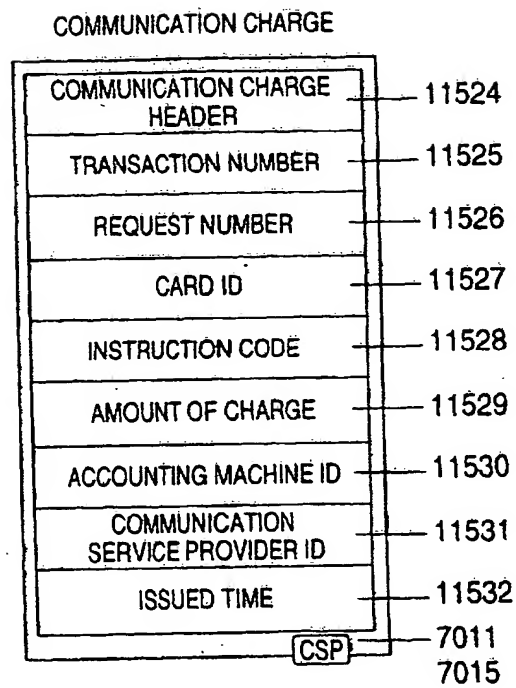 COMMUNICATION CHARGE
COMMUNICATION CHARGE
HEADER
11524
TRANSACTION NUMBER
11525
REQUEST NUMBER
11526
CARD ID
11527
INSTRUCTION CODE
11528
AMOUNT OF CHARGE
11529
ACCOUNTING MACHINE ID
11530
COMMUNICATION
SERVICE PROVIDER ID
11531
ISSUED TIME
11532
CSP
7011
7015